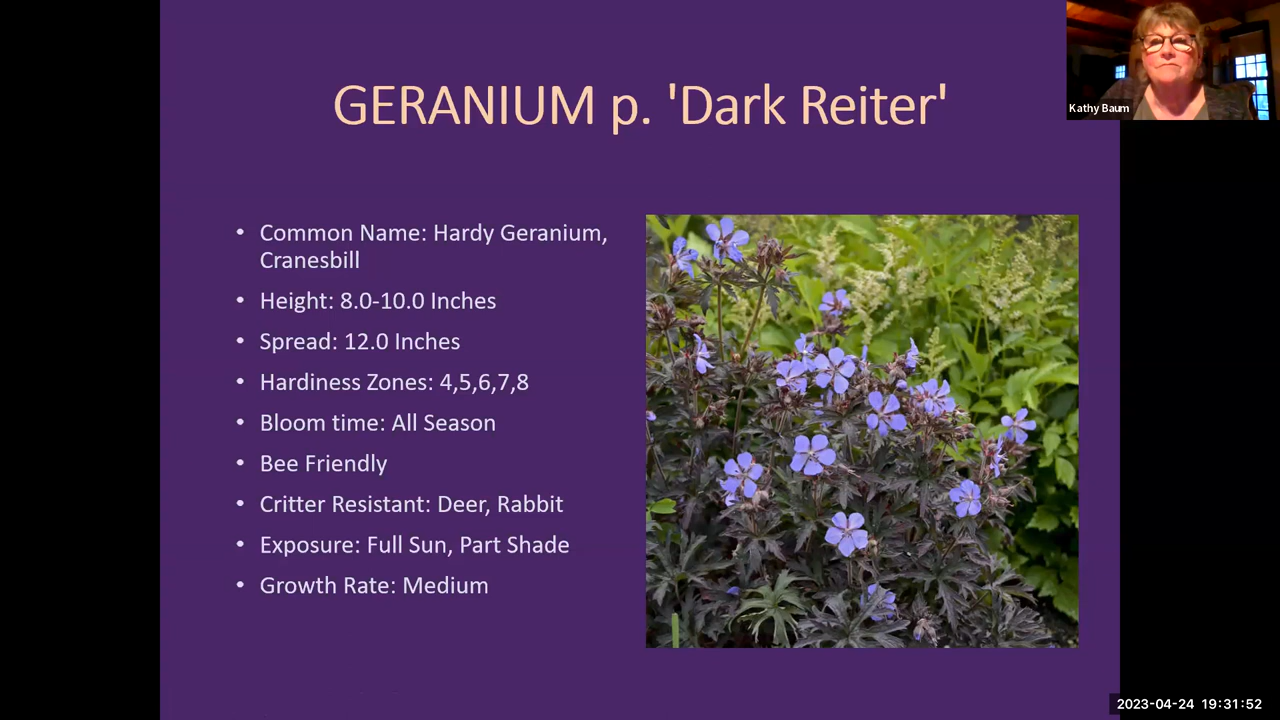 GERANIUM p. 'Dark Reiter'
Kathy Baum
• Common Name: Hardy Geranium,
Cranesbill
• Height: 8.0-10.0 Inches
• Spread: 12.0 Inches
• Hardiness Zones: 4,5,6,7,8
• Bloom time: All Season
• Bee Friendly
• Critter Resistant: Deer, Rabbit
• Exposure: Full Sun, Part Shade
• Growth Rate: Medium
2023-04-24 19:31:52